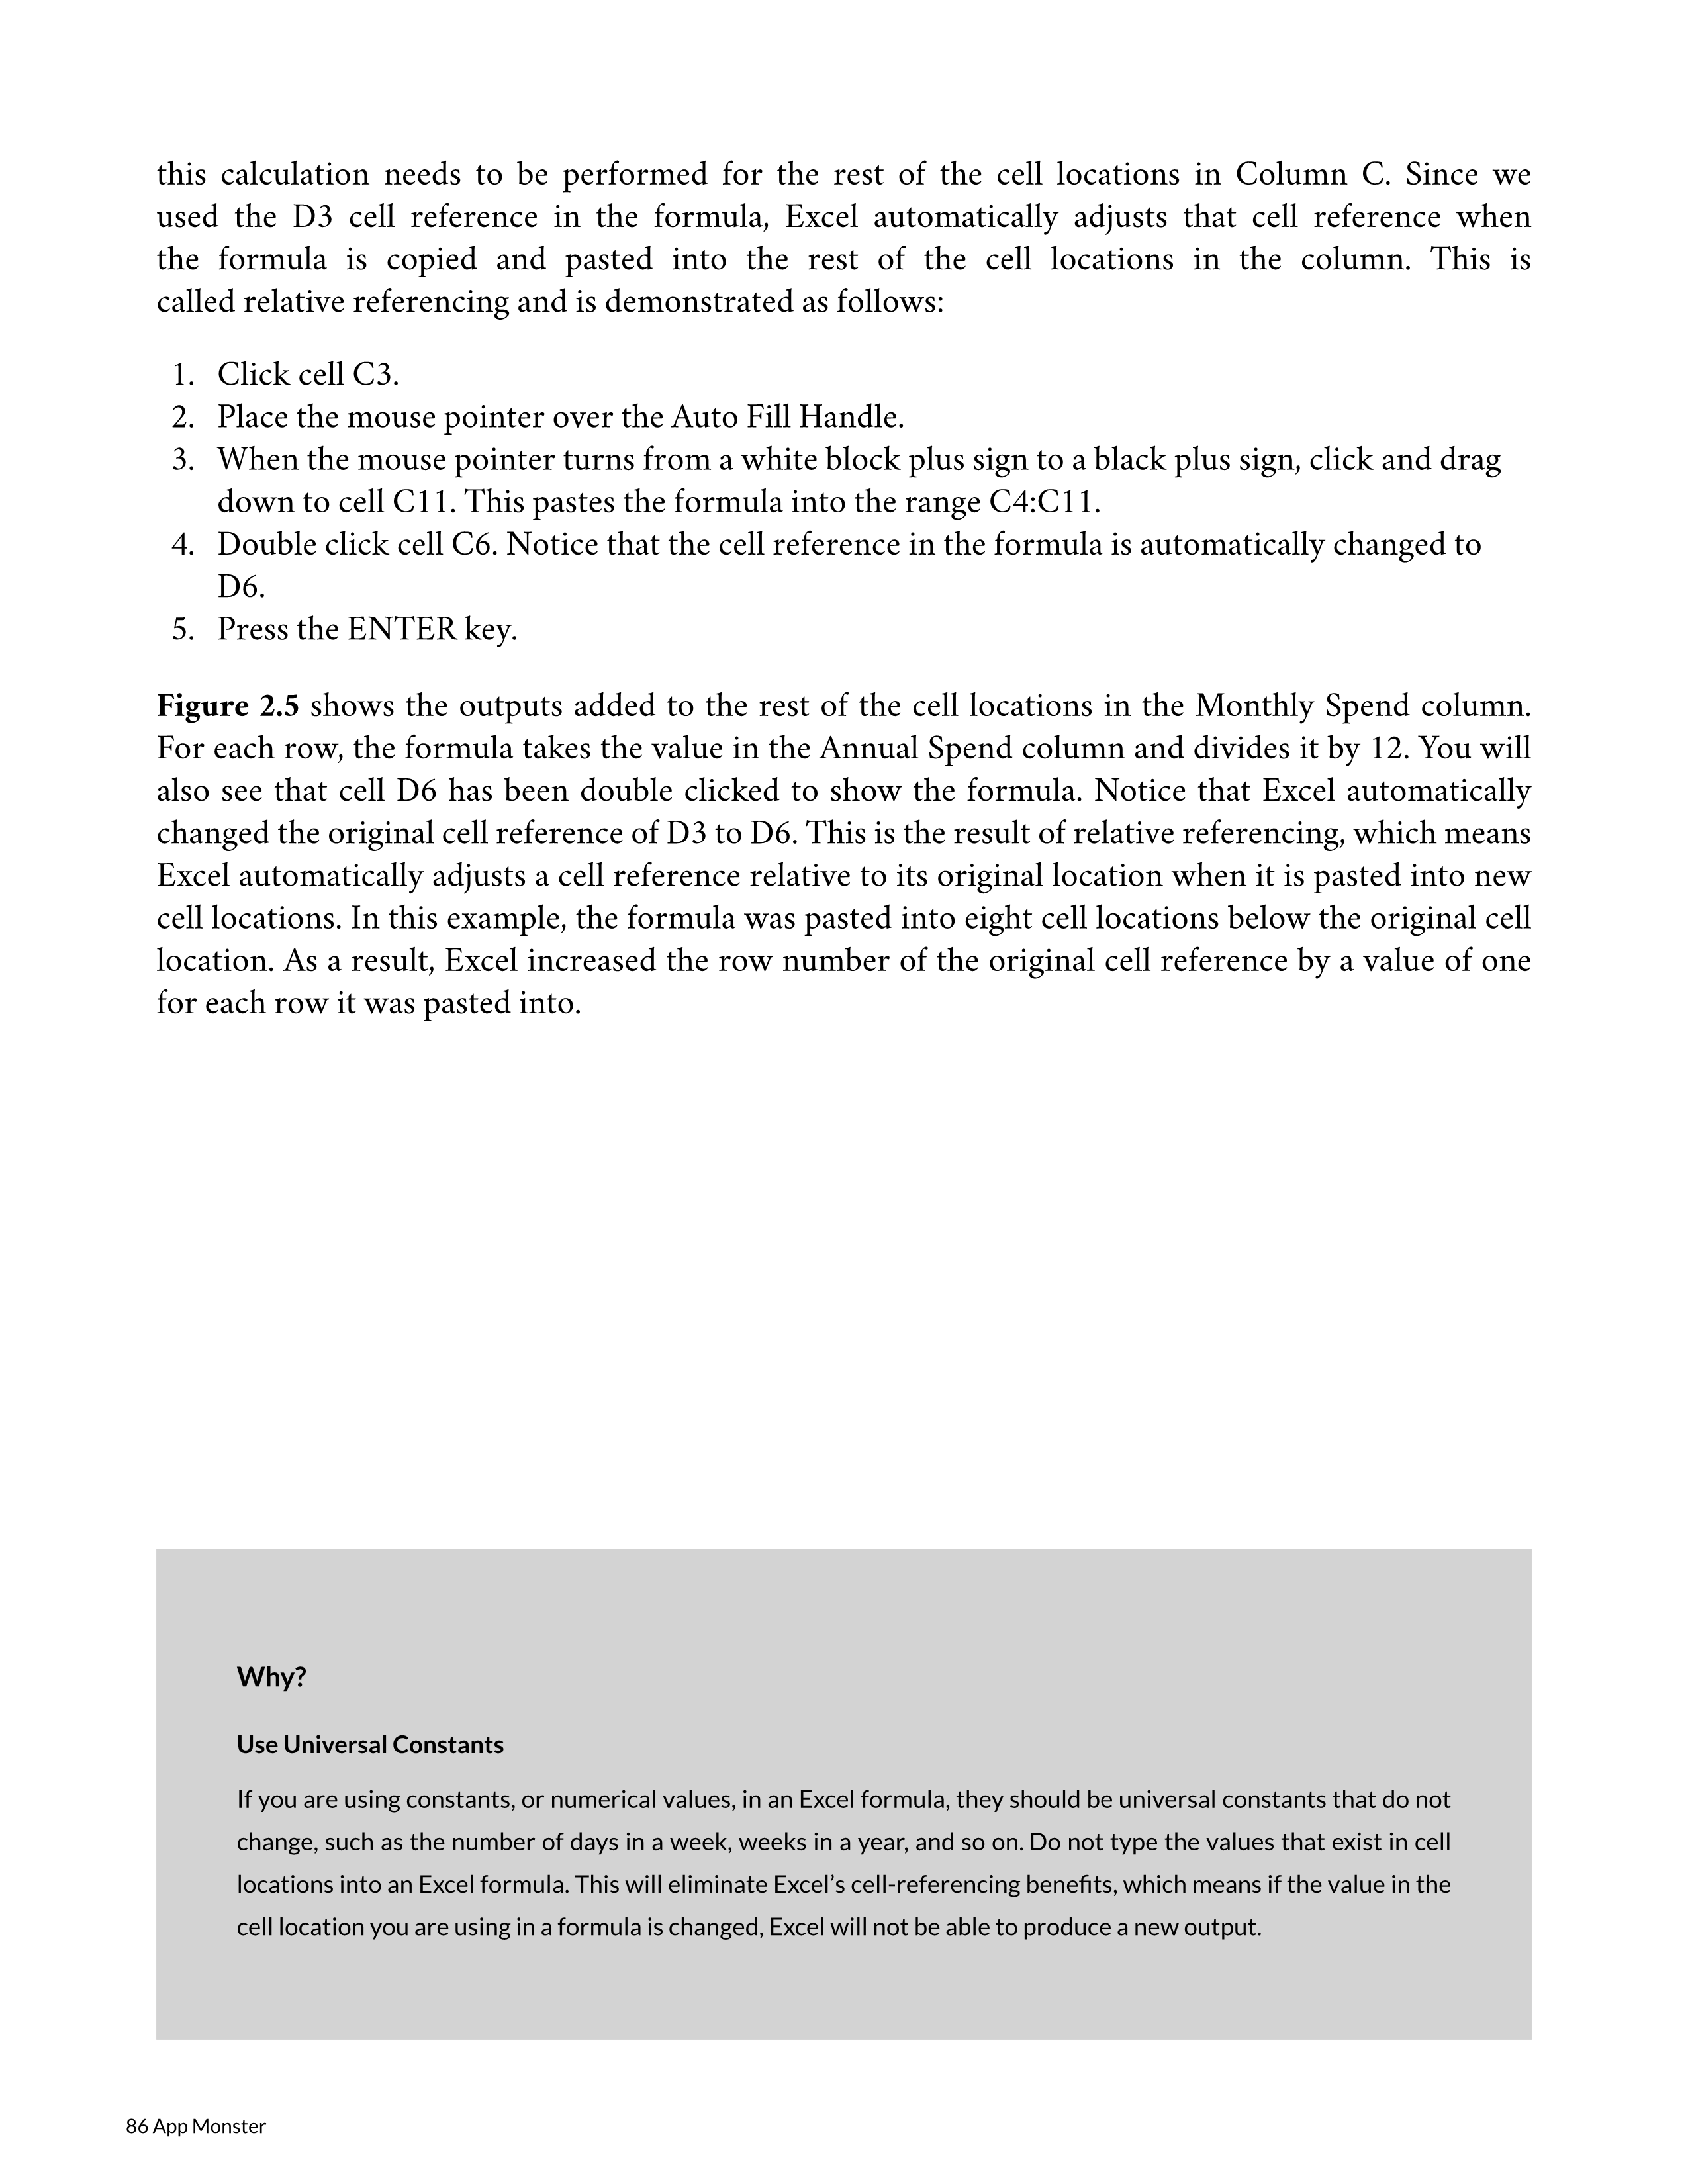 this calculation needs to be performed for the rest of the cell locations in Column C. Since we
used the D3 cell reference in the formula, Excel automatically adjusts that cell reference when
the formula is copied and pasted into the rest of the cell locations in the column. This is
called relative referencing and is demonstrated as follows:
1. Click cell C3.
2. Place the mouse pointer over the Auto Fill Handle.
3. When the mouse pointer turns from a white block plus sign to a black plus sign, click and drag
down to cell C11. This pastes the formula into the range C4:C11.
4. Double click cell C6. Notice that the cell reference in the formula is automatically changed to
D6.
5. Press the ENTER key.
Figure 2.5 shows the outputs added to the rest of the cell locations in the Monthly Spend column.
For each row, the formula takes the value in the Annual Spend column and divides it by 12. You will
also see that cell D6 has been double clicked to show the formula. Notice that Excel automatically
changed the original cell reference of D3 to D6. This is the result of relative referencing, which means
Excel automatically adjusts a cell reference relative to its original location when it is pasted into new
cell locations. In this example, the formula was pasted into eight cell locations below the original cell
location. As a result, Excel increased the row number of the original cell reference by a value of one
for each row it was pasted into.
Why?
Use Universal Constants
If you are using constants, or numerical values, in an Excel formula, they should be universal constants that do not
change, such as the number of days in a week, weeks in a year, and so on. Do not type the values that exist in cell
locations into an Excel formula. This will eliminate Excel’s cell-referencing benefits, which means if the value in the
cell location you are using in a formula is changed, Excel will not be able to produce a new output.
86 App Monster